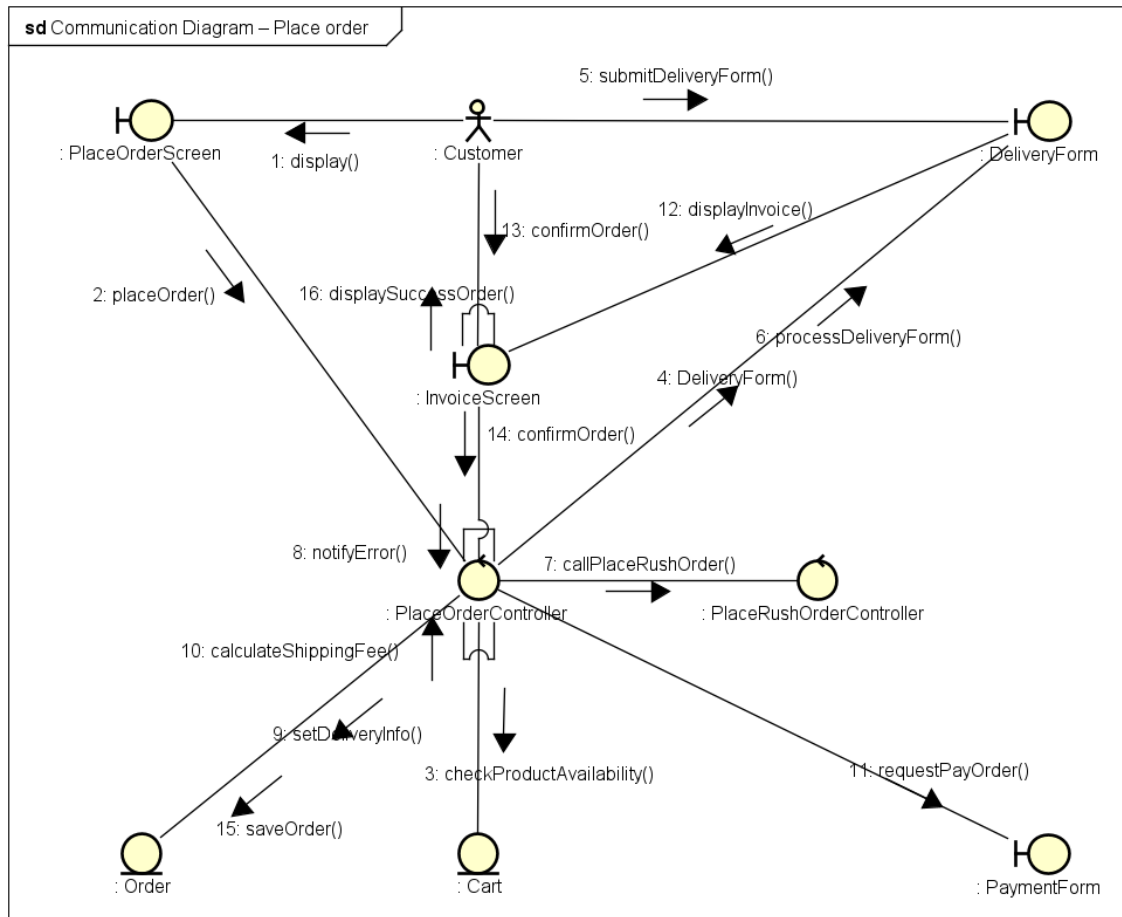 sd Communication Diagram – Place order
5: submitDeliveryForm()
: PlaceOrderScreen
: Customer
: DeliveryForm
1: display()
12: displayInvoice()
13: confirmOrder()
2: placeOrder()
16: displaySuccessOrder()
6: processDeliveryForm()
4: DeliveryForm()
: InvoiceScreen
14: confirmOrder()
8: notifyError()
7: callPlaceRushOrder()
: PlaceOrderController
: PlaceRushOrderController
10: calculateShippingFee()
9: setDeliveryInfo()
3: checkProductAvailability()
11: requestPayOrder()
15: saveOrder()
: Order
: Cart
: PaymentForm